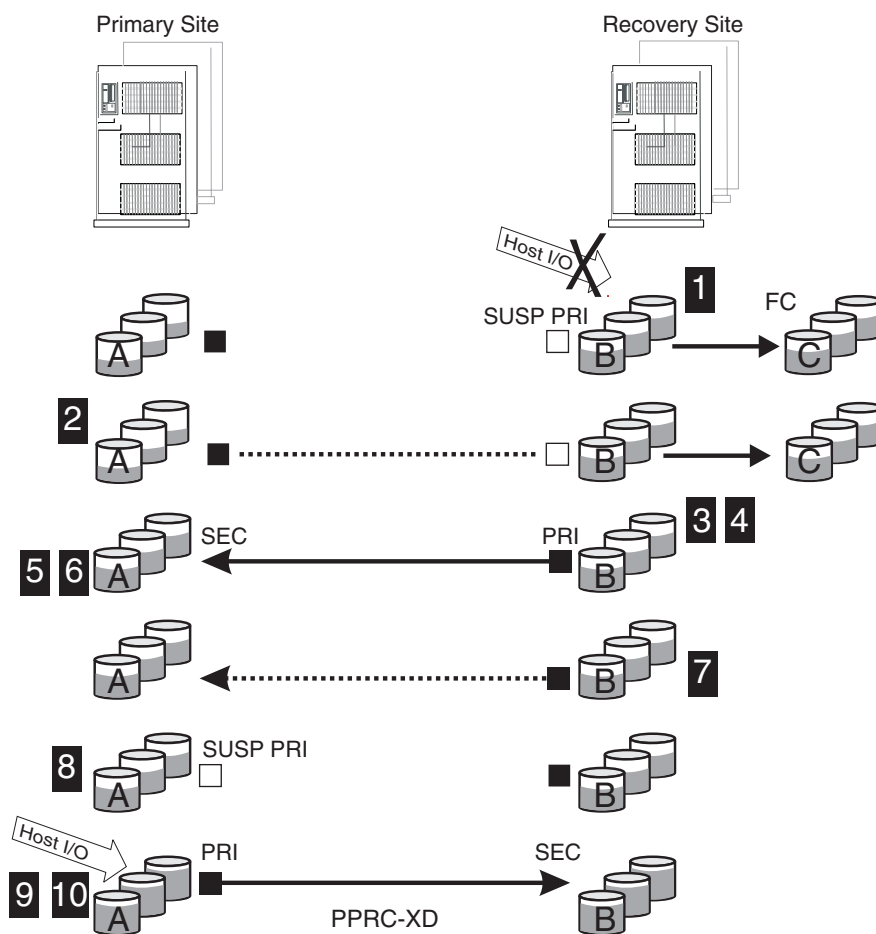 Primary Site
Recovery Site
Host I/O
1
SUSP PRI
FC
A
B
C
2
A
B
C
3 4
SEC
PRI
5 6
A
B
A
B
7
SUSP PRI
8
A
B
Host I/O
PRI
SEC
9 10
A
B
PPRC-XD